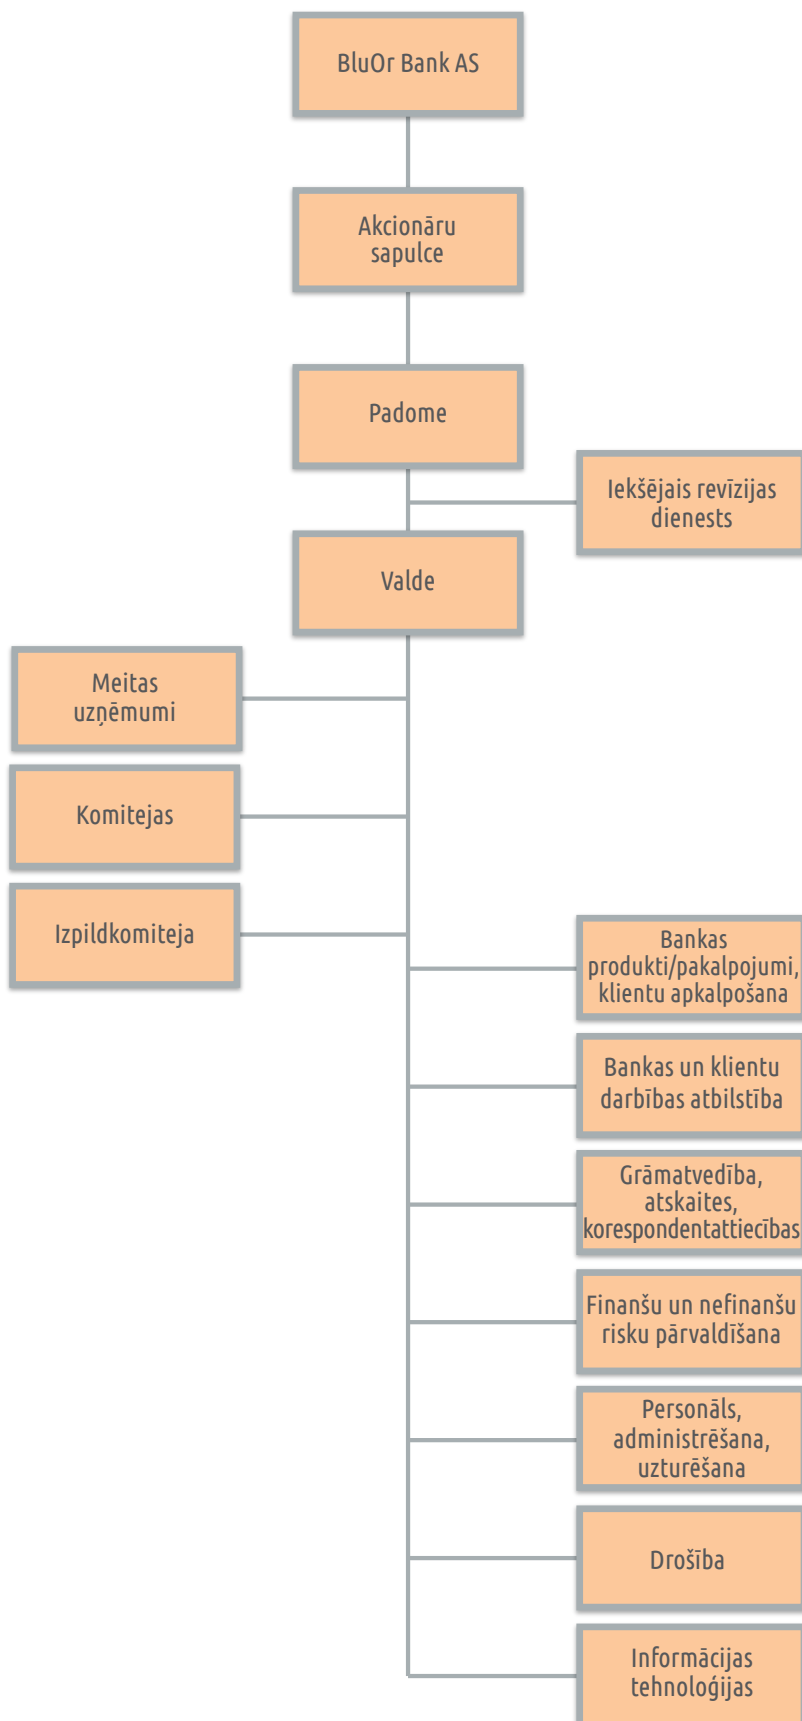 BluOr Bank AS
Akcionāru
sapulce
Padome
Iekšējais revīzijas
dienests
Valde
Meitas
uzņēmumi
Komitejas
Izpildkomiteja
Bankas
produkti/pakalpojumi,
klientu apkalpošana
Bankas un klientu
darbības atbilstība
Grāmatvedība,
atskaites,
korespondentattiecības
Finanšu un nefinanšu
risku pārvaldīšana
Personāls,
administrēšana,
uzturēšana
Drošība
Informācijas
tehnoloģijas